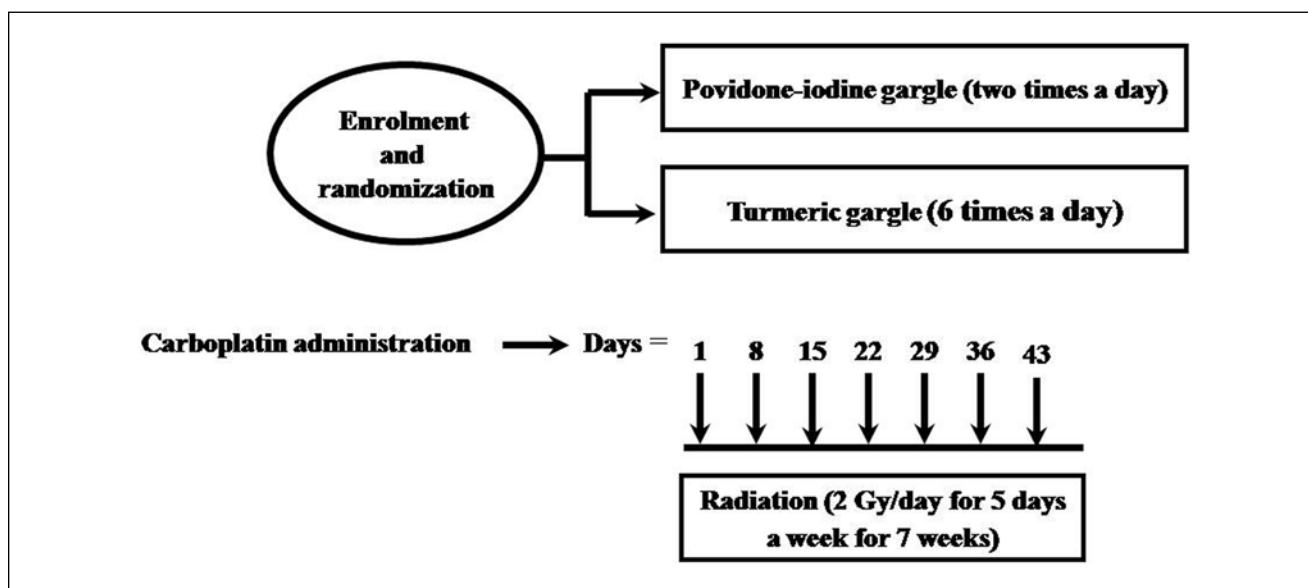 Enrolment
and
randomization
Povidone-iodine gargle (two times a day)
Turmeric gargle (6 times a day)
Carboplatin administration Days = 1 8 15 22 29 36 43
Radiation (2 Gy/day for 5 days
a week for 7 weeks)